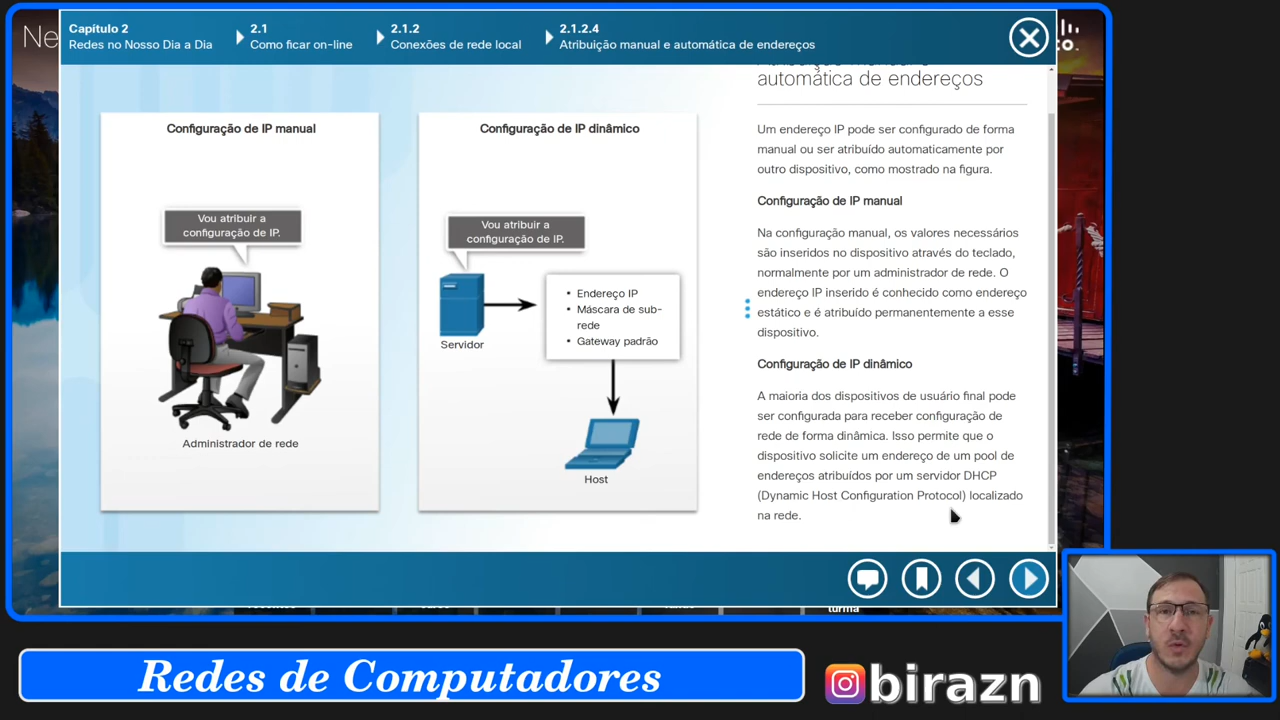 Ne
Capítulo 2
Redes no Nosso Dia a Dia
2.1
Como ficar on-line
2.1.2
Conexões de rede local
2.1.2.4
Atribuição manual e automática de endereços
co.
Configuração de IP manual
Vou atribuir a
configuração de IP.
Administrador de rede
Configuração de IP dinâmico
Vou atribuir a
configuração de IP.
Servidor
• Endereço IP
• Máscara de sub-
rede
• Gateway padrão
Host
automática de endereços
Um endereço IP pode ser configurado de forma
manual ou ser atribuído automaticamente por
outro dispositivo, como mostrado na figura.
Configuração de IP manual
Na configuração manual, os valores necessários
são inseridos no dispositivo através do teclado,
normalmente por um administrador de rede. O
endereço IP inserido é conhecido como endereço
estático e é atribuído permanentemente a esse
dispositivo.
Configuração de IP dinâmico
A maioria dos dispositivos de usuário final pode
ser configurada para receber configuração de
rede de forma dinâmica. Isso permite que o
dispositivo solicite um endereço de um pool de
endereços atribuídos por um servidor DHCP
(Dynamic Host Configuration Protocol) localizado
na rede.
turma
Redes de Computadores
birazn